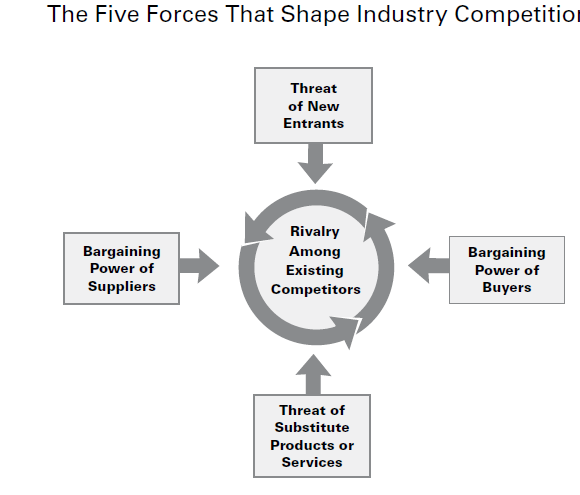 The Five Forces That Shape Industry Competition
Threat
of New
Entrants
Bargaining
Power of
Suppliers
Rivalry
Among
Existing
Competitors
Bargaining
Power of
Buyers
Threat of
Substitute
Products or
Services